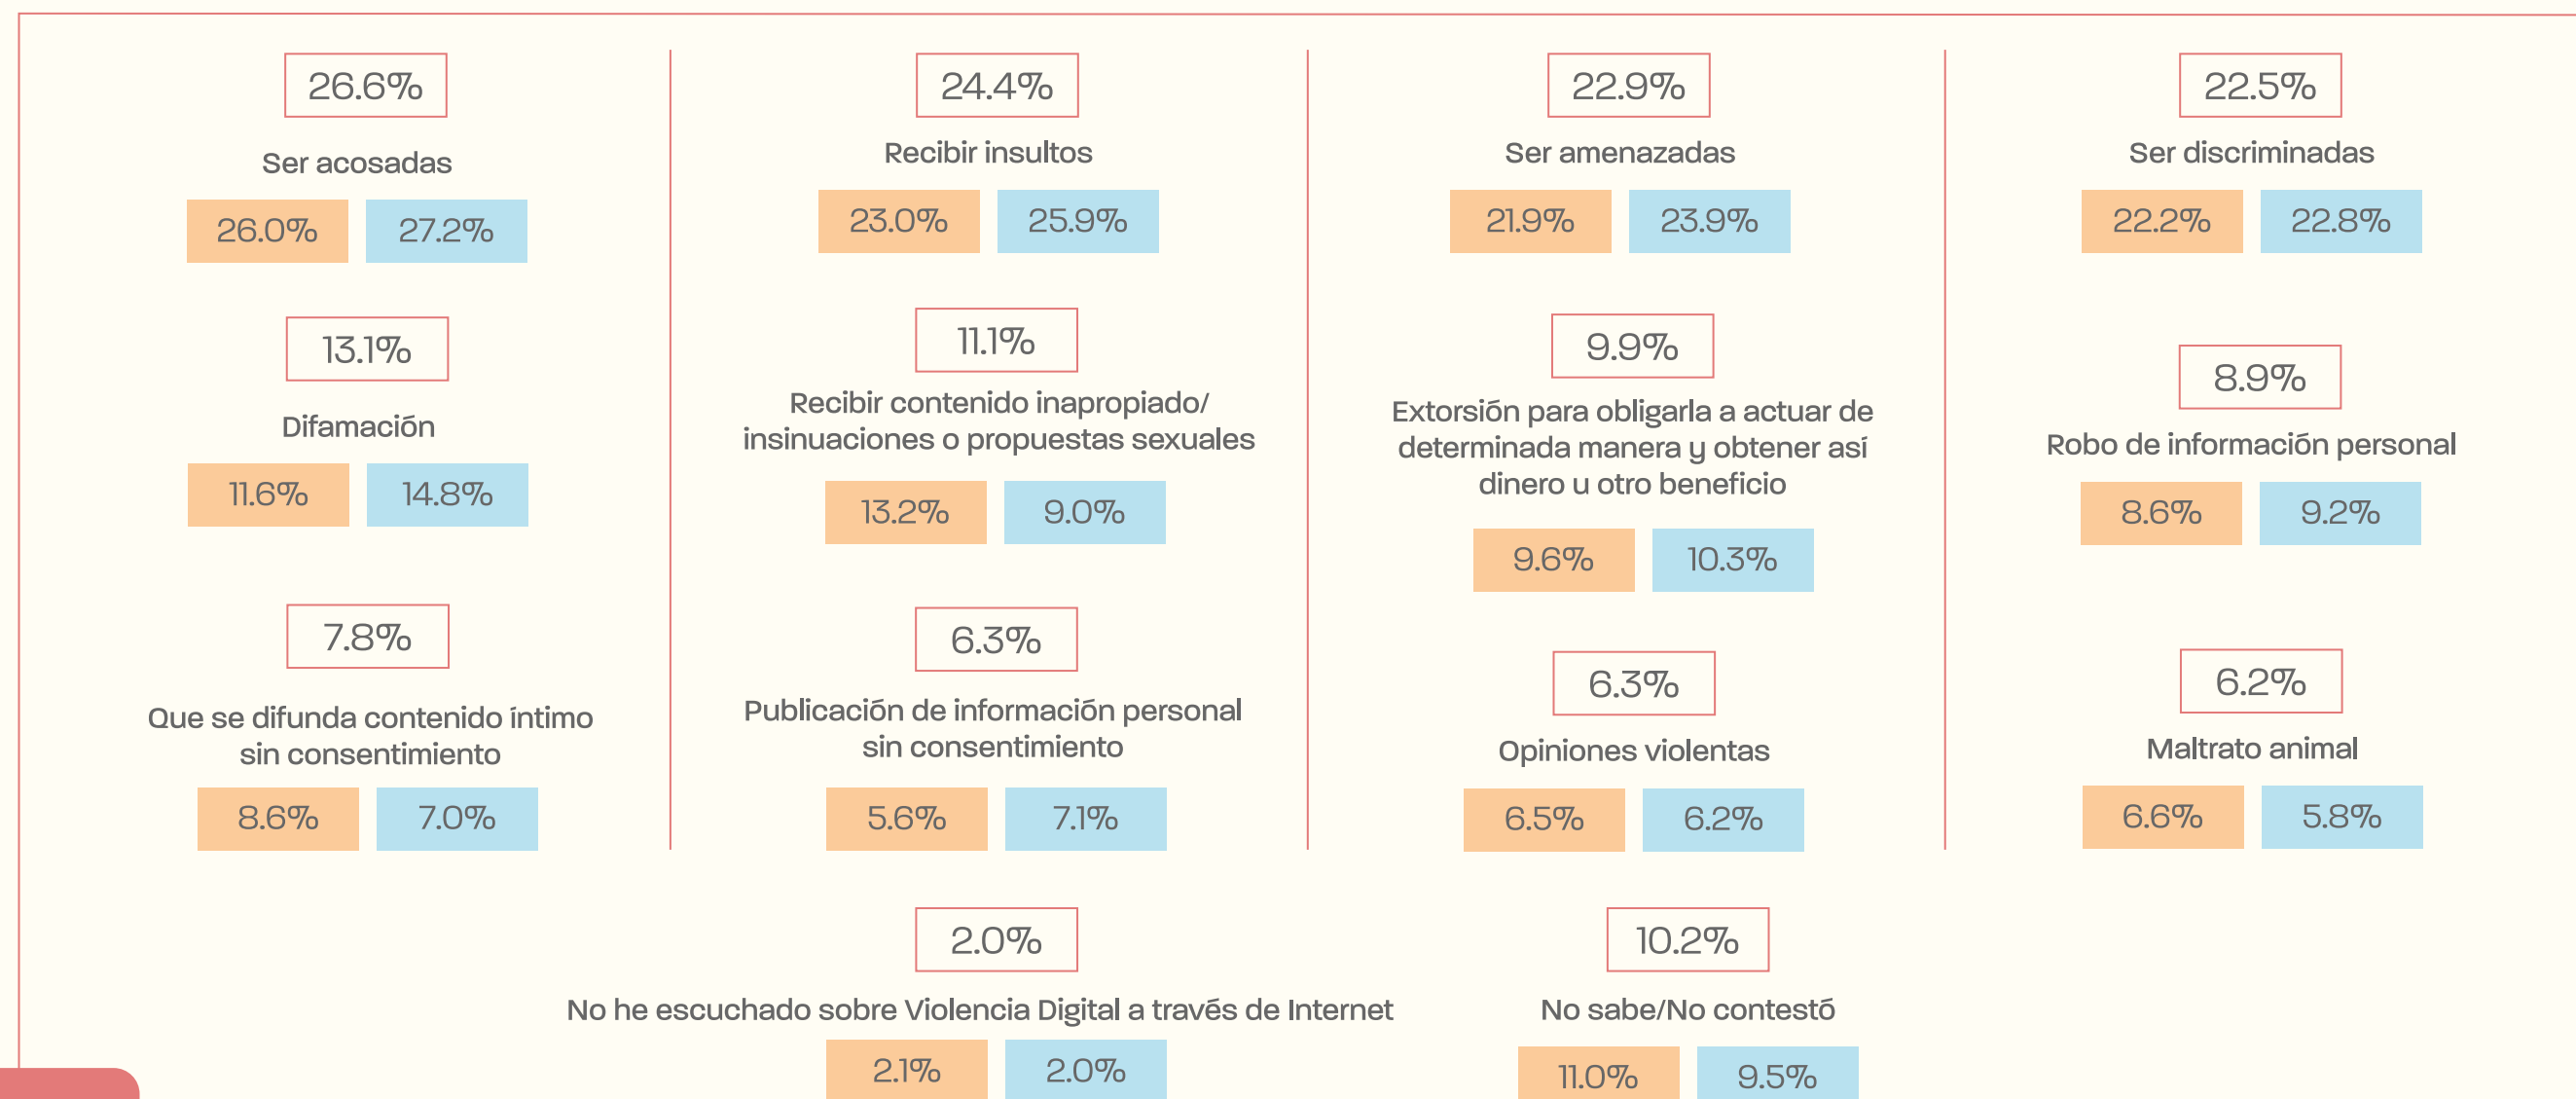 26.6%
Ser acosadas
26.0% 27.2%
13.1%
Difamación
11.6% 14.8%
7.8%
Que se difunda contenido íntimo
sin consentimiento
8.6% 7.0%
24.4%
Recibir insultos
23.0% 25.9%
11.1%
Recibir contenido inapropiado/
insinuaciones o propuestas sexuales
13.2% 9.0%
6.3%
Publicación de información personal
sin consentimiento
5.6% 7.1%
22.9%
Ser amenazadas
21.9% 23.9%
9.9%
Extorsión para obligarla a actuar de
determinada manera y obtener así
dinero u otro beneficio
9.6% 10.3%
6.3%
Opiniones violentas
6.5% 6.2%
22.5%
Ser discriminadas
22.2% 22.8%
8.9%
Robo de información personal
8.6% 9.2%
6.2%
Maltrato animal
6.6% 5.8%
2.0%
No he escuchado sobre Violencia Digital a través de Internet
2.1% 2.0%
10.2%
No sabe/No contestó
11.0% 9.5%